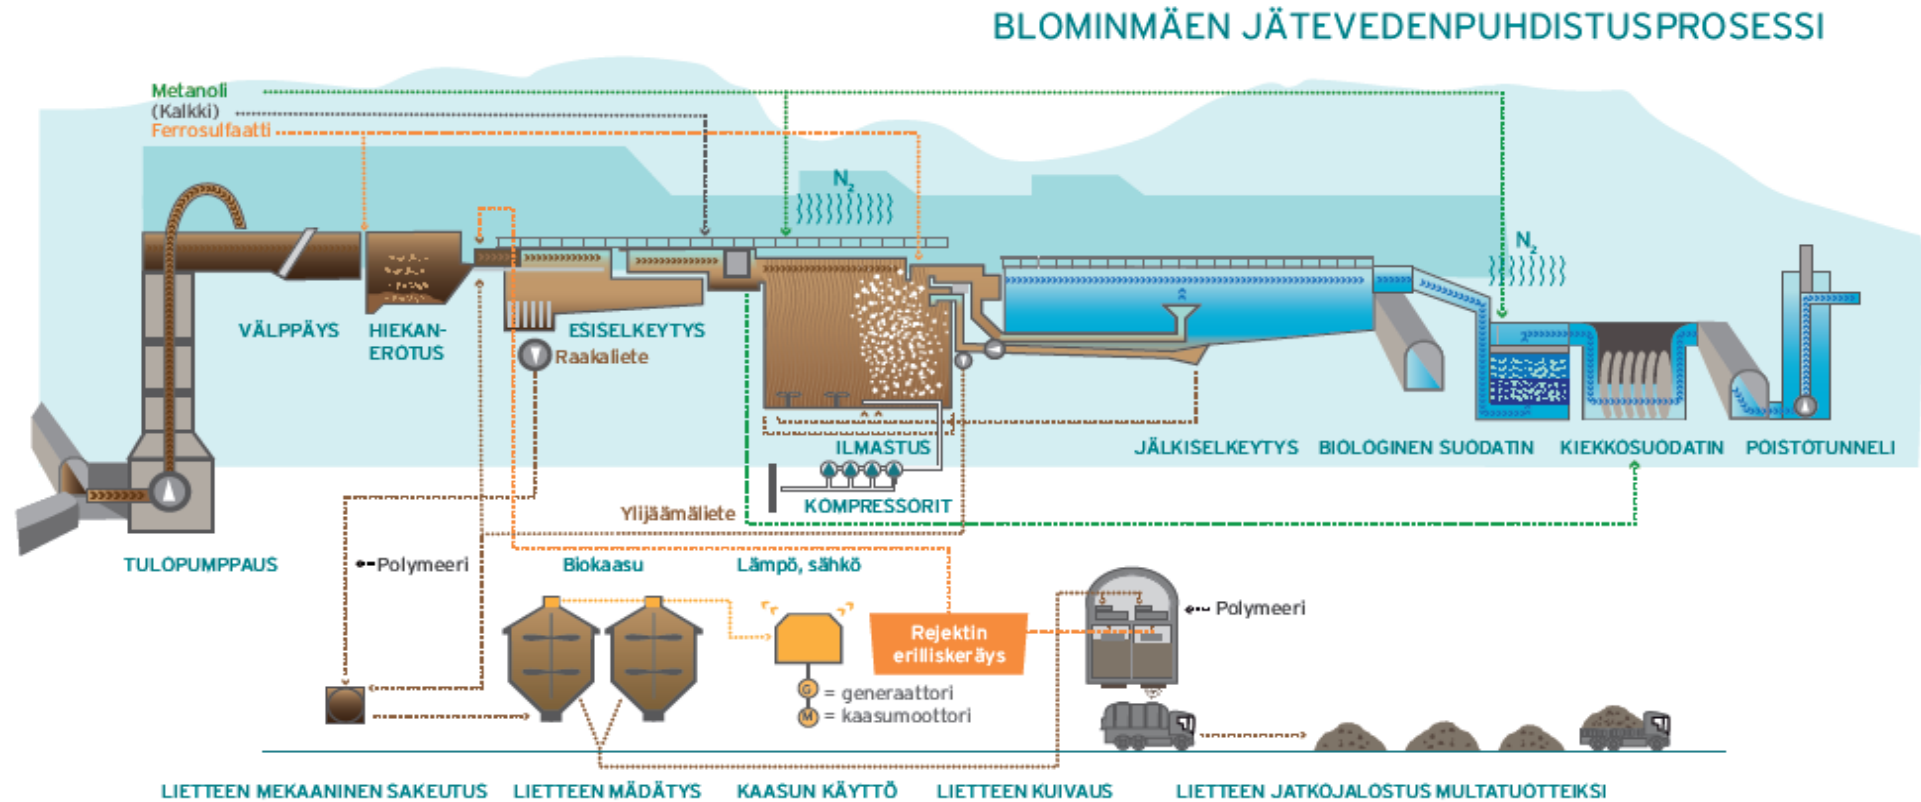 BLOMINMÄEN JÄTEVEDENPUHDISTUSPROSESSI
Metanoli
(Kalkki)
Ferrosulfaatti
N2
N2
VÄLPPÄYS
HIEKAN-
EROTUS
ESISELKEYTYS
Raakaliete
ILMASTUS
JÄLKISELKEYTYS
BIOLOGINEN SUODATIN
KIEKKOSUODATIN
POISTOTUNNELI
KOMPRESSORIT
Ylijäämäliete
TULOPUMPPAUS
Polymeeri
Biokaasu
Lämpö, sähkö
Polymeeri
Rejektin
erilliskeräys
G = generaattori
M = kaasumoottori
LIETTEEN MEKAANINEN SAKEUTUS
LIETTEEN MÄDÄTYS
KAASUN KÄYTTÖ
LIETTEEN KUIVAUS
LIETTEEN JATKOJALOSTUS MULTATUOTTEIKSI